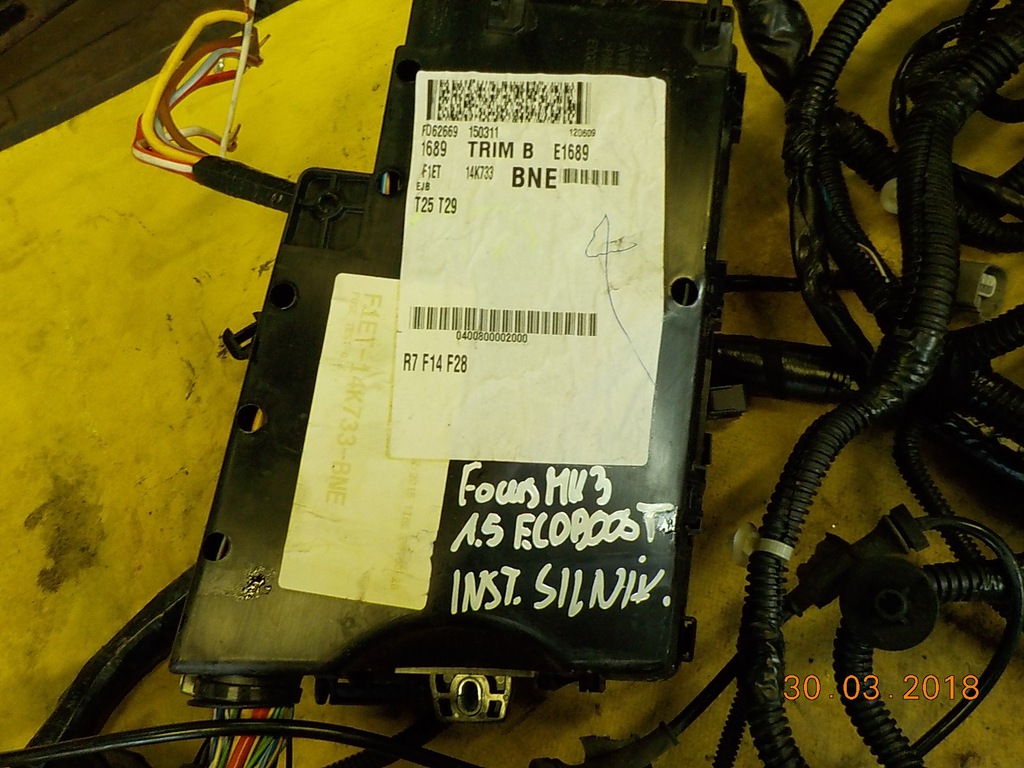 FD62669 150311 120609
1689 TRIM B E1689
F1ET 14K733 BNE
EJB
T25 T29
0400800002000
R7 F14 F28
F1ET-14K733-BNE
Focus MK3
1.5 ECOBOOST
INST. SILNIK.
30.03.2018